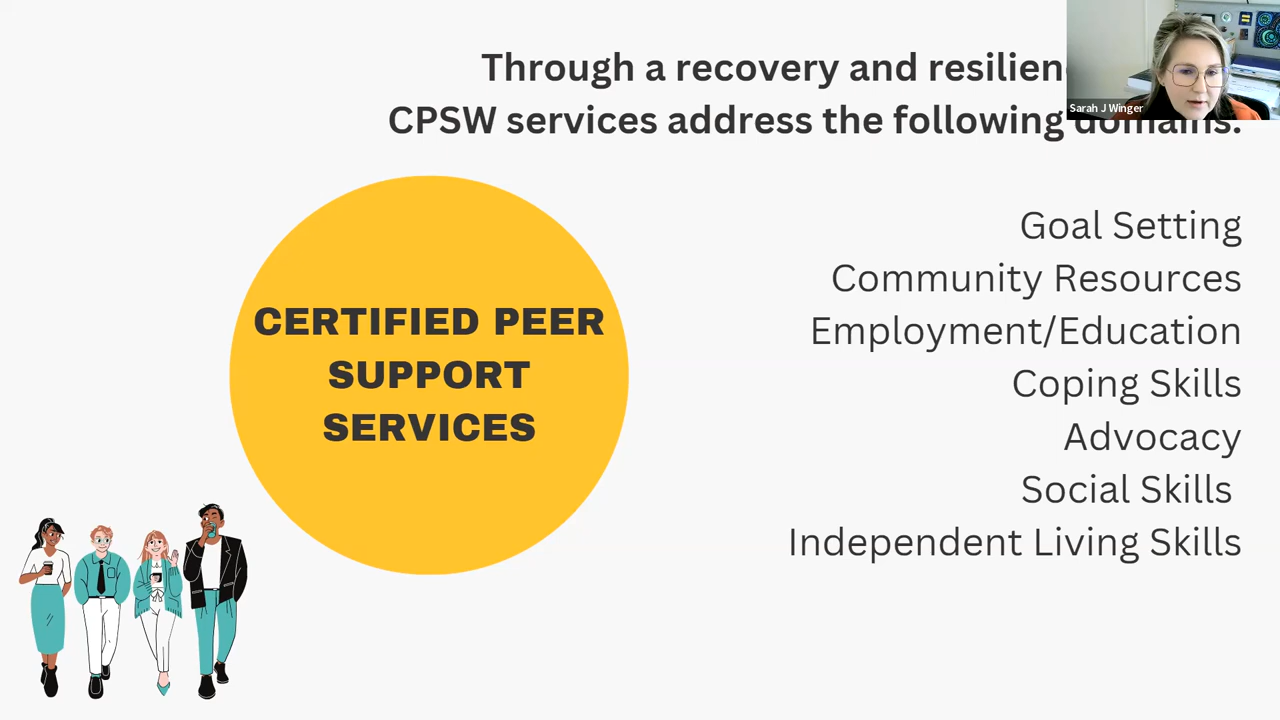 Through a recovery and
CPSW services address the following
Sarah J Winger
CERTIFIED PEER
SUPPORT
SERVICES
Goal Setting
Community Resources
Employment/Education
Coping Skills
Advocacy
Social Skills
Independent Living Skills